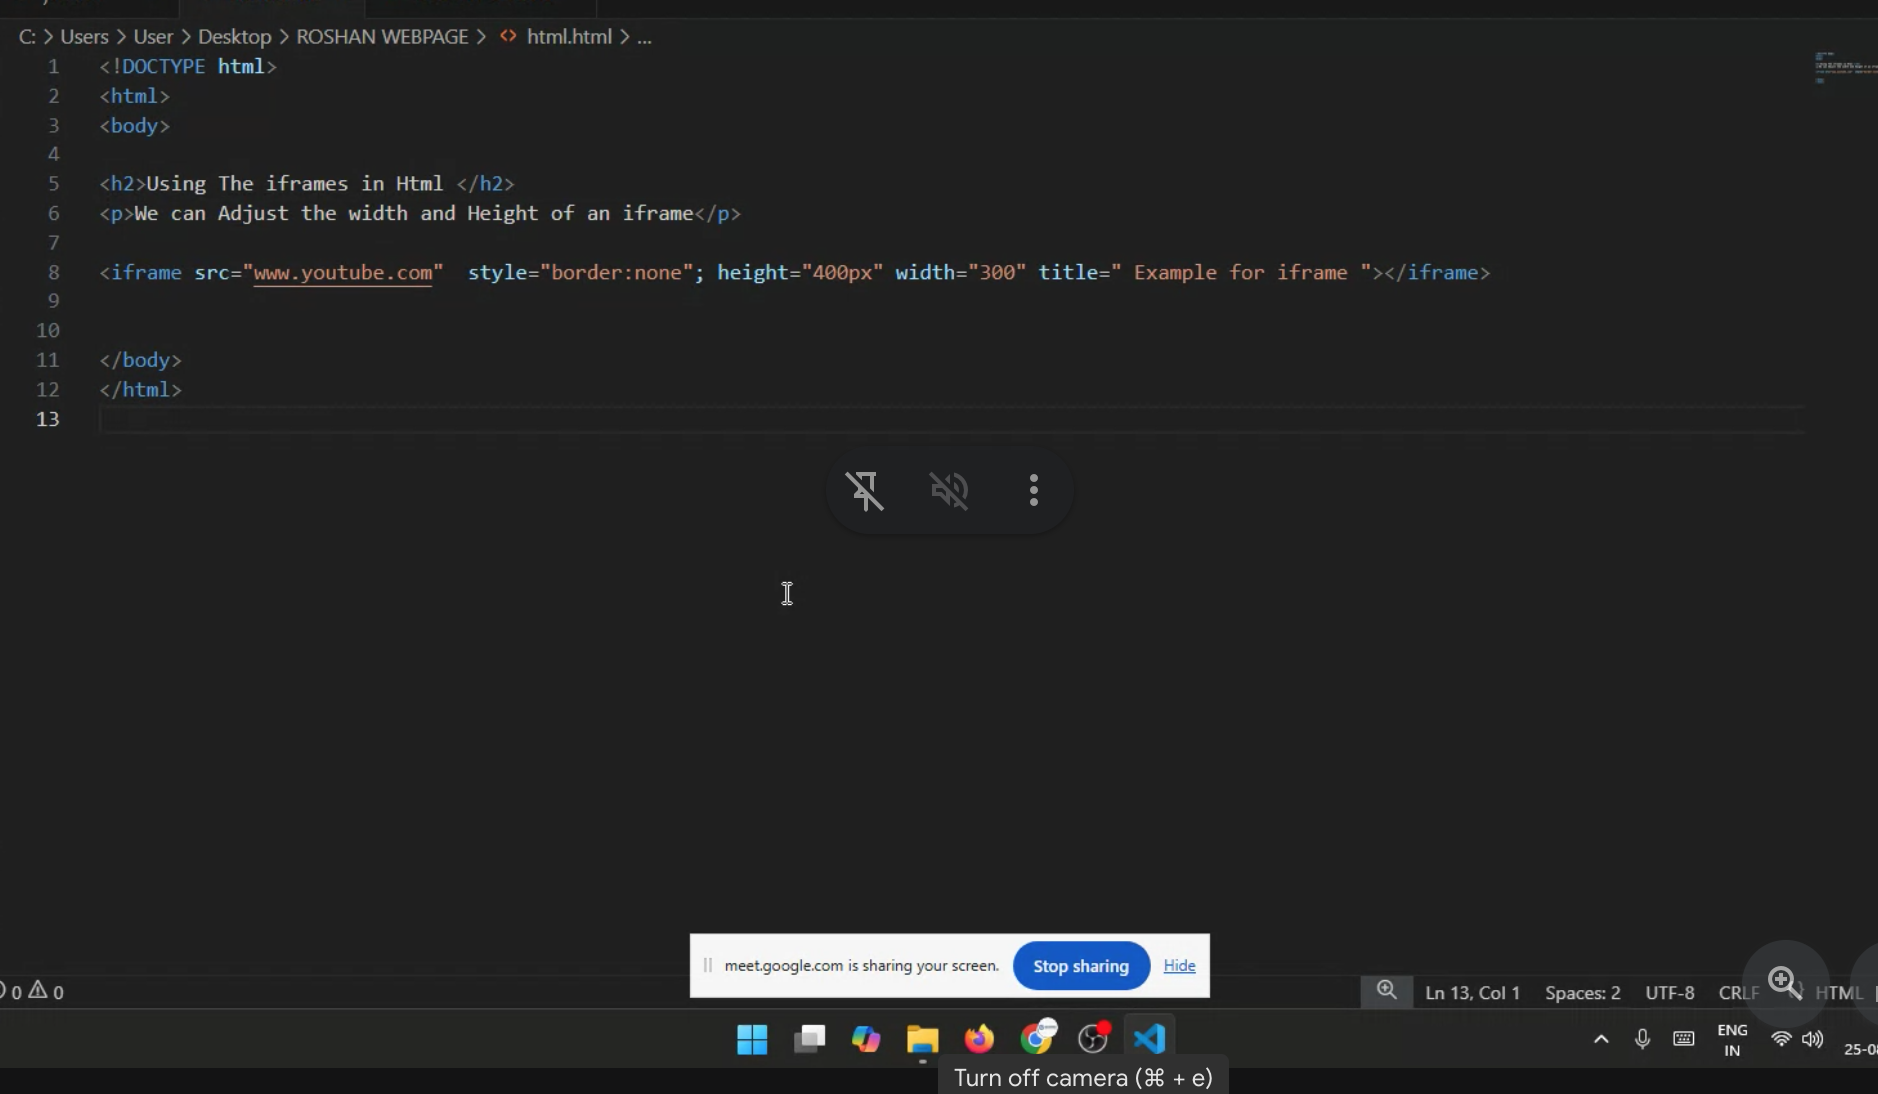 C: > Users > User > Desktop > ROSHAN WEBPAGE > <> html.html > ...
1 <!DOCTYPE html>
2 <html>
3 <body>
4
5 <h2>Using The iframes in Html </h2>
6 <p>We can Adjust the width and Height of an iframe</p>
7
8 <iframe src="www.youtube.com"  style="border:none"; height="400px" width="300" title=" Example for iframe "></iframe>
9
10
11 </body>
12 </html>
13
meet.google.com is sharing your screen. Stop sharing Hide
0 0 Ln 13, Col 1 Spaces: 2 UTF-8 CRLF {} HTML
ENG
IN
25-08
Turn off camera (⌘ + e)